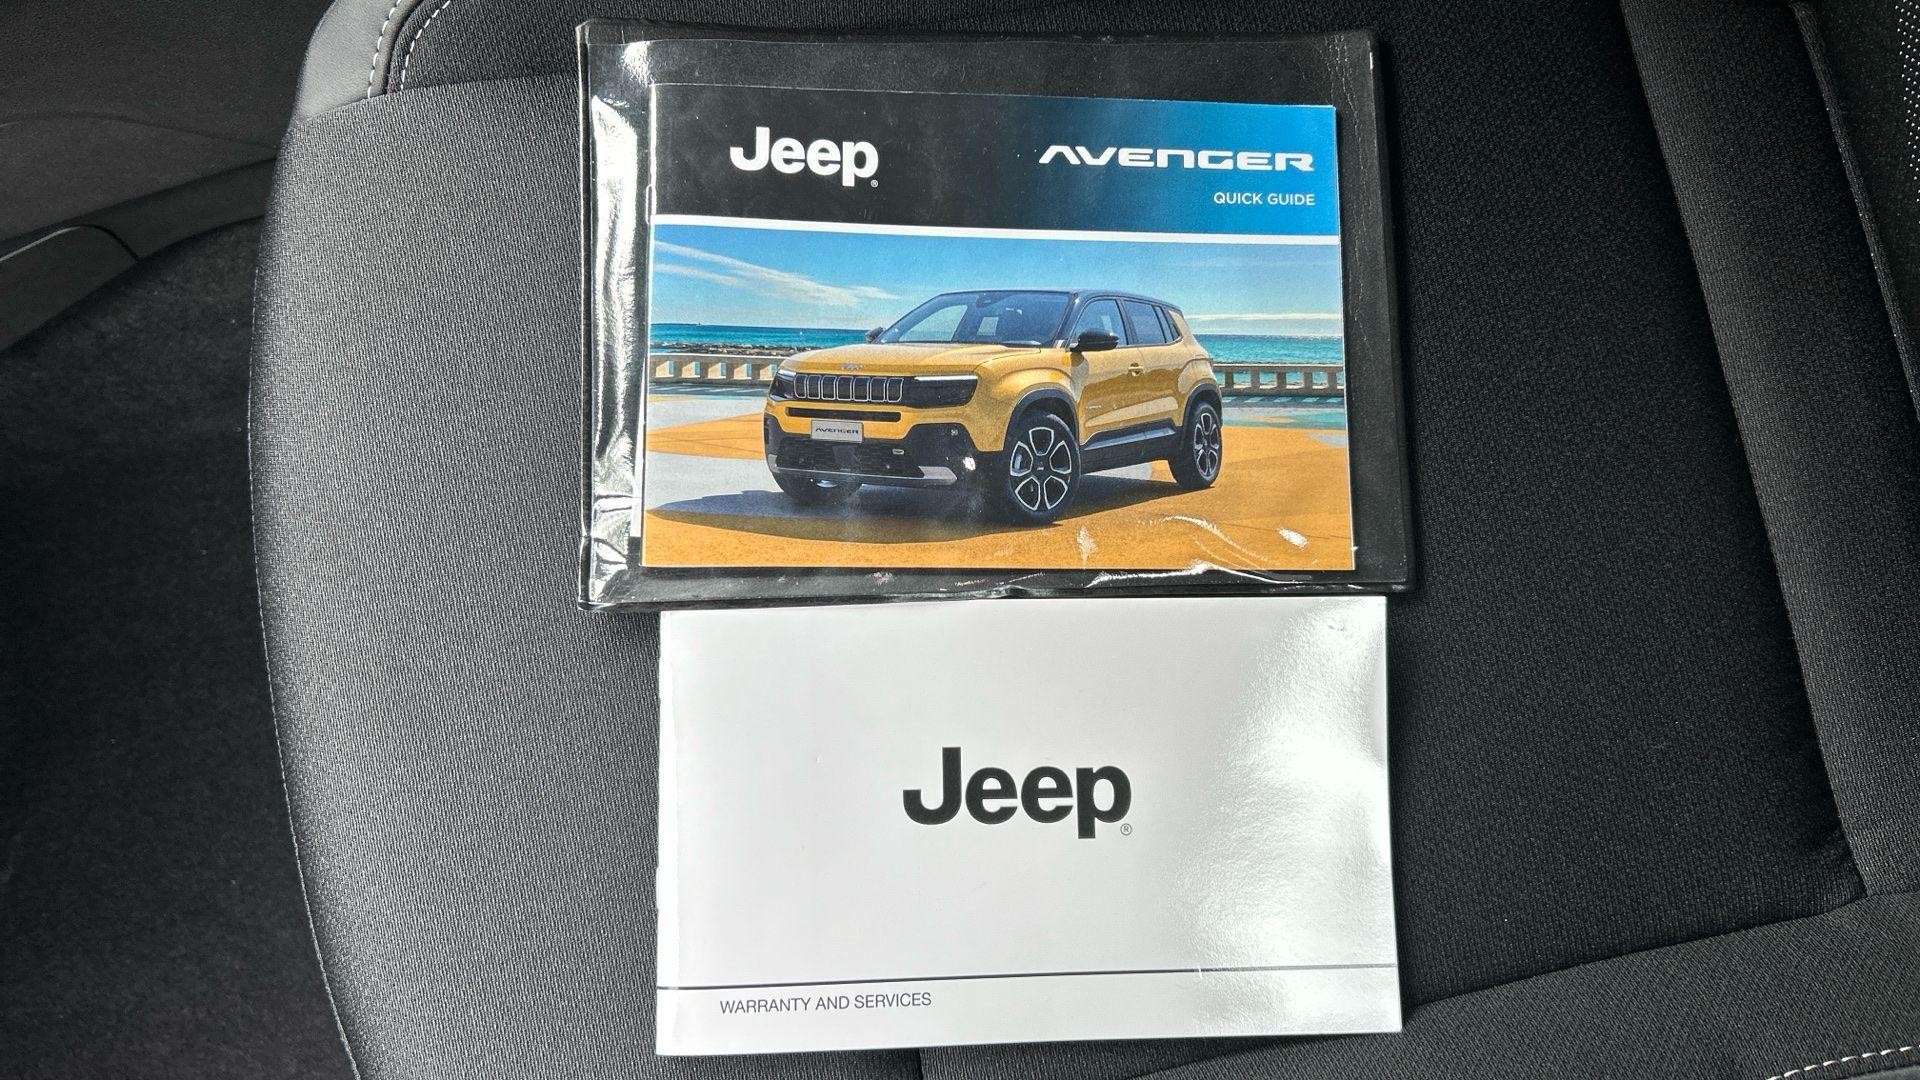 Jeep®
AVENGER
QUICK GUIDE
AVENGER
Jeep®
WARRANTY AND SERVICES